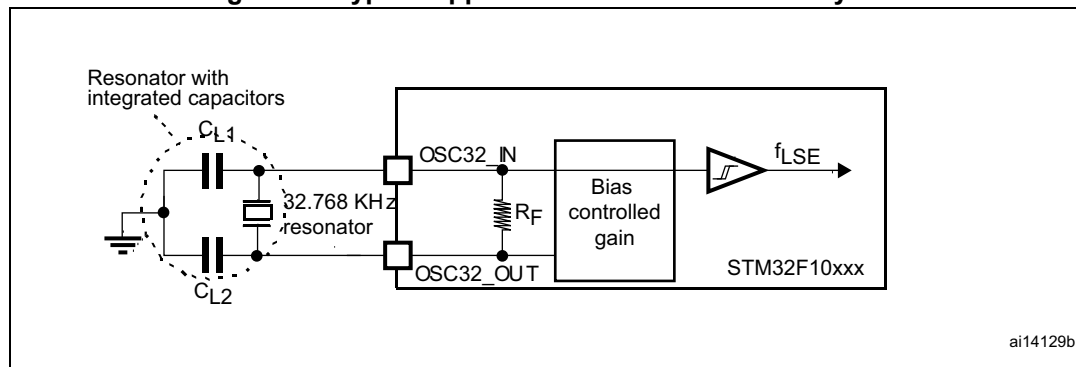 Resonator with
integrated capacitors
CL1
OSC32_IN
fLSE
32.768 KHz
resonator
RF
Bias
controlled
gain
OSC32_OUT
STM32F10xxx
CL2
ai14129b